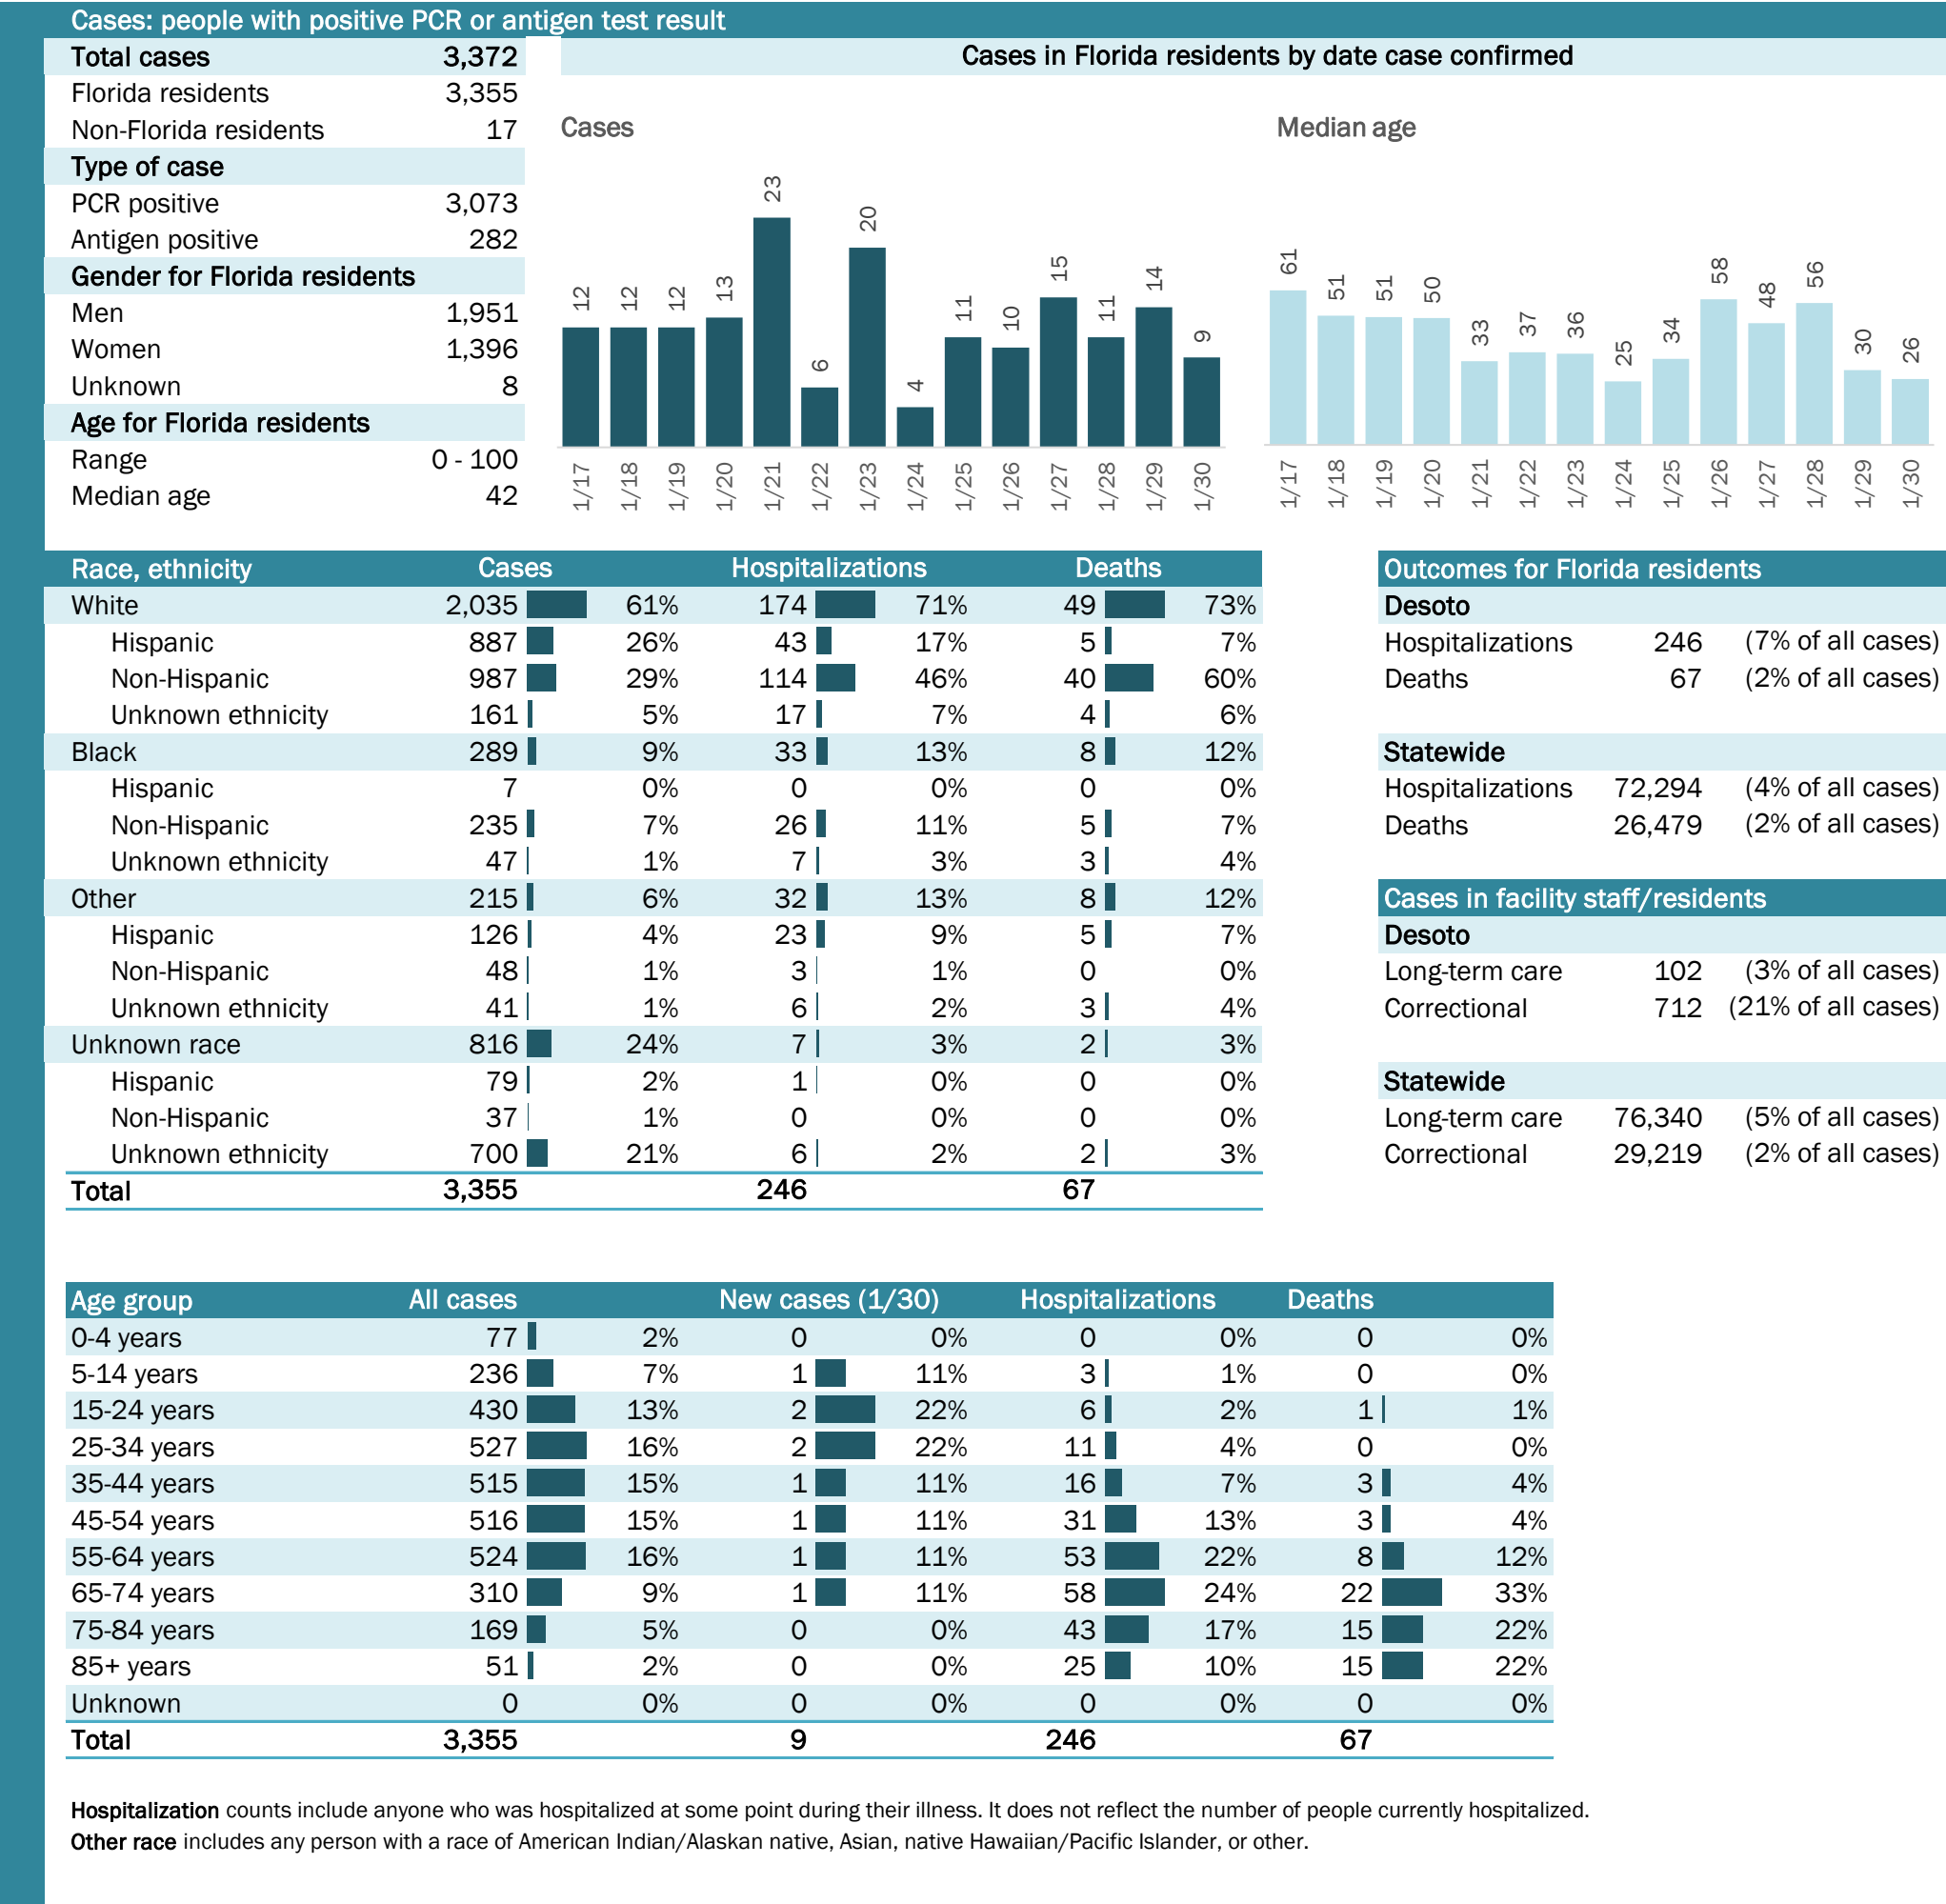 Cases: people with positive PCR or antigen test result
Total cases 3,372
Florida residents 3,355
Non-Florida residents 17
Type of case
PCR positive 3,073
Antigen positive 282
Gender for Florida residents
Men 1,951
Women 1,396
Unknown 8
Age for Florida residents
Range 0 - 100
Median age 42
Cases in Florida residents by date case confirmed
Cases
12 12 12 13 23 6 20 4 11 10 15 11 14 9
1/17 1/18 1/19 1/20 1/21 1/22 1/23 1/24 1/25 1/26 1/27 1/28 1/29 1/30
Median age
61 51 51 50 33 37 36 25 34 58 48 56 30 26
1/17 1/18 1/19 1/20 1/21 1/22 1/23 1/24 1/25 1/26 1/27 1/28 1/29 1/30
Race, ethnicity Cases Hospitalizations Deaths
White 2,035 61% 174 71% 49 73%
Hispanic 887 26% 43 17% 5 7%
Non-Hispanic 987 29% 114 46% 40 60%
Unknown ethnicity 161 5% 17 7% 4 6%
Black 289 9% 33 13% 8 12%
Hispanic 7 0% 0 0% 0 0%
Non-Hispanic 235 7% 26 11% 5 7%
Unknown ethnicity 47 1% 7 3% 3 4%
Other 215 6% 32 13% 8 12%
Hispanic 126 4% 23 9% 5 7%
Non-Hispanic 48 1% 3 1% 0 0%
Unknown ethnicity 41 1% 6 2% 3 4%
Unknown race 816 24% 7 3% 2 3%
Hispanic 79 2% 1 0% 0 0%
Non-Hispanic 37 1% 0 0% 0 0%
Unknown ethnicity 700 21% 6 2% 2 3%
Total 3,355 246 67
Outcomes for Florida residents
Desoto
Hospitalizations 246 (7% of all cases)
Deaths 67 (2% of all cases)
Statewide
Hospitalizations 72,294 (4% of all cases)
Deaths 26,479 (2% of all cases)
Cases in facility staff/residents
Desoto
Long-term care 102 (3% of all cases)
Correctional 712 (21% of all cases)
Statewide
Long-term care 76,340 (5% of all cases)
Correctional 29,219 (2% of all cases)
Age group All cases New cases (1/30) Hospitalizations Deaths
0-4 years 77 2% 0 0% 0 0% 0 0%
5-14 years 236 7% 1 11% 3 1% 0 0%
15-24 years 430 13% 2 22% 6 2% 1 1%
25-34 years 527 16% 2 22% 11 4% 0 0%
35-44 years 515 15% 1 11% 16 7% 3 4%
45-54 years 516 15% 1 11% 31 13% 3 4%
55-64 years 524 16% 1 11% 53 22% 8 12%
65-74 years 310 9% 1 11% 58 24% 22 33%
75-84 years 169 5% 0 0% 43 17% 15 22%
85+ years 51 2% 0 0% 25 10% 15 22%
Unknown 0 0% 0 0% 0 0% 0 0%
Total 3,355 9 246 67
Hospitalization counts include anyone who was hospitalized at some point during their illness. It does not reflect the number of people currently hospitalized.
Other race includes any person with a race of American Indian/Alaskan native, Asian, native Hawaiian/Pacific Islander, or other.